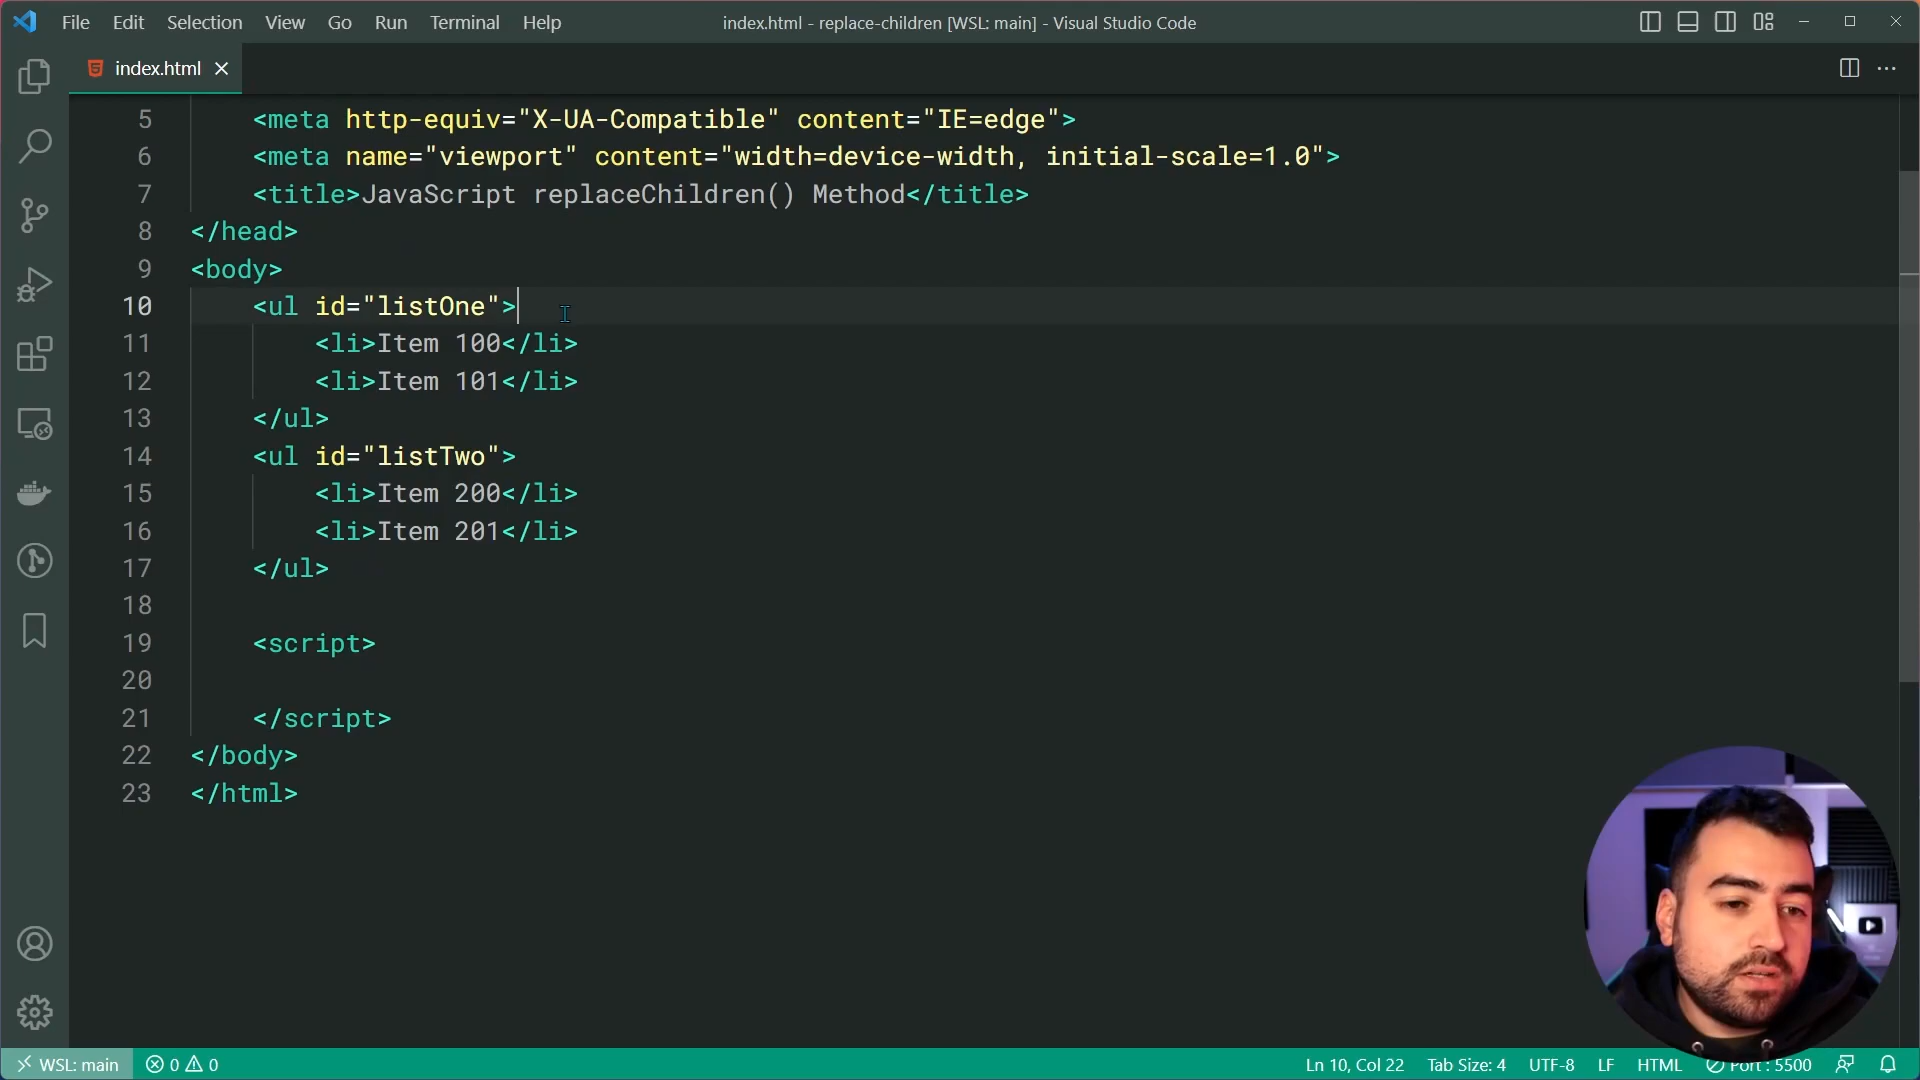 File Edit Selection View Go Run Terminal Help index.html - replace-children [WSL: main] - Visual Studio Code
index.html
5 <meta http-equiv="X-UA-Compatible" content="IE=edge">
6 <meta name="viewport" content="width=device-width, initial-scale=1.0">
7 <title>JavaScript replaceChildren() Method</title>
8 </head>
9 <body>
10 <ul id="listOne">
11 <li>Item 100</li>
12 <li>Item 101</li>
13 </ul>
14 <ul id="listTwo">
15 <li>Item 200</li>
16 <li>Item 201</li>
17 </ul>
18
19 <script>
20
21 </script>
22 </body>
23 </html>
WSL: main 0 0 Ln 10, Col 22 Tab Size: 4 UTF-8 LF HTML Port : 5500